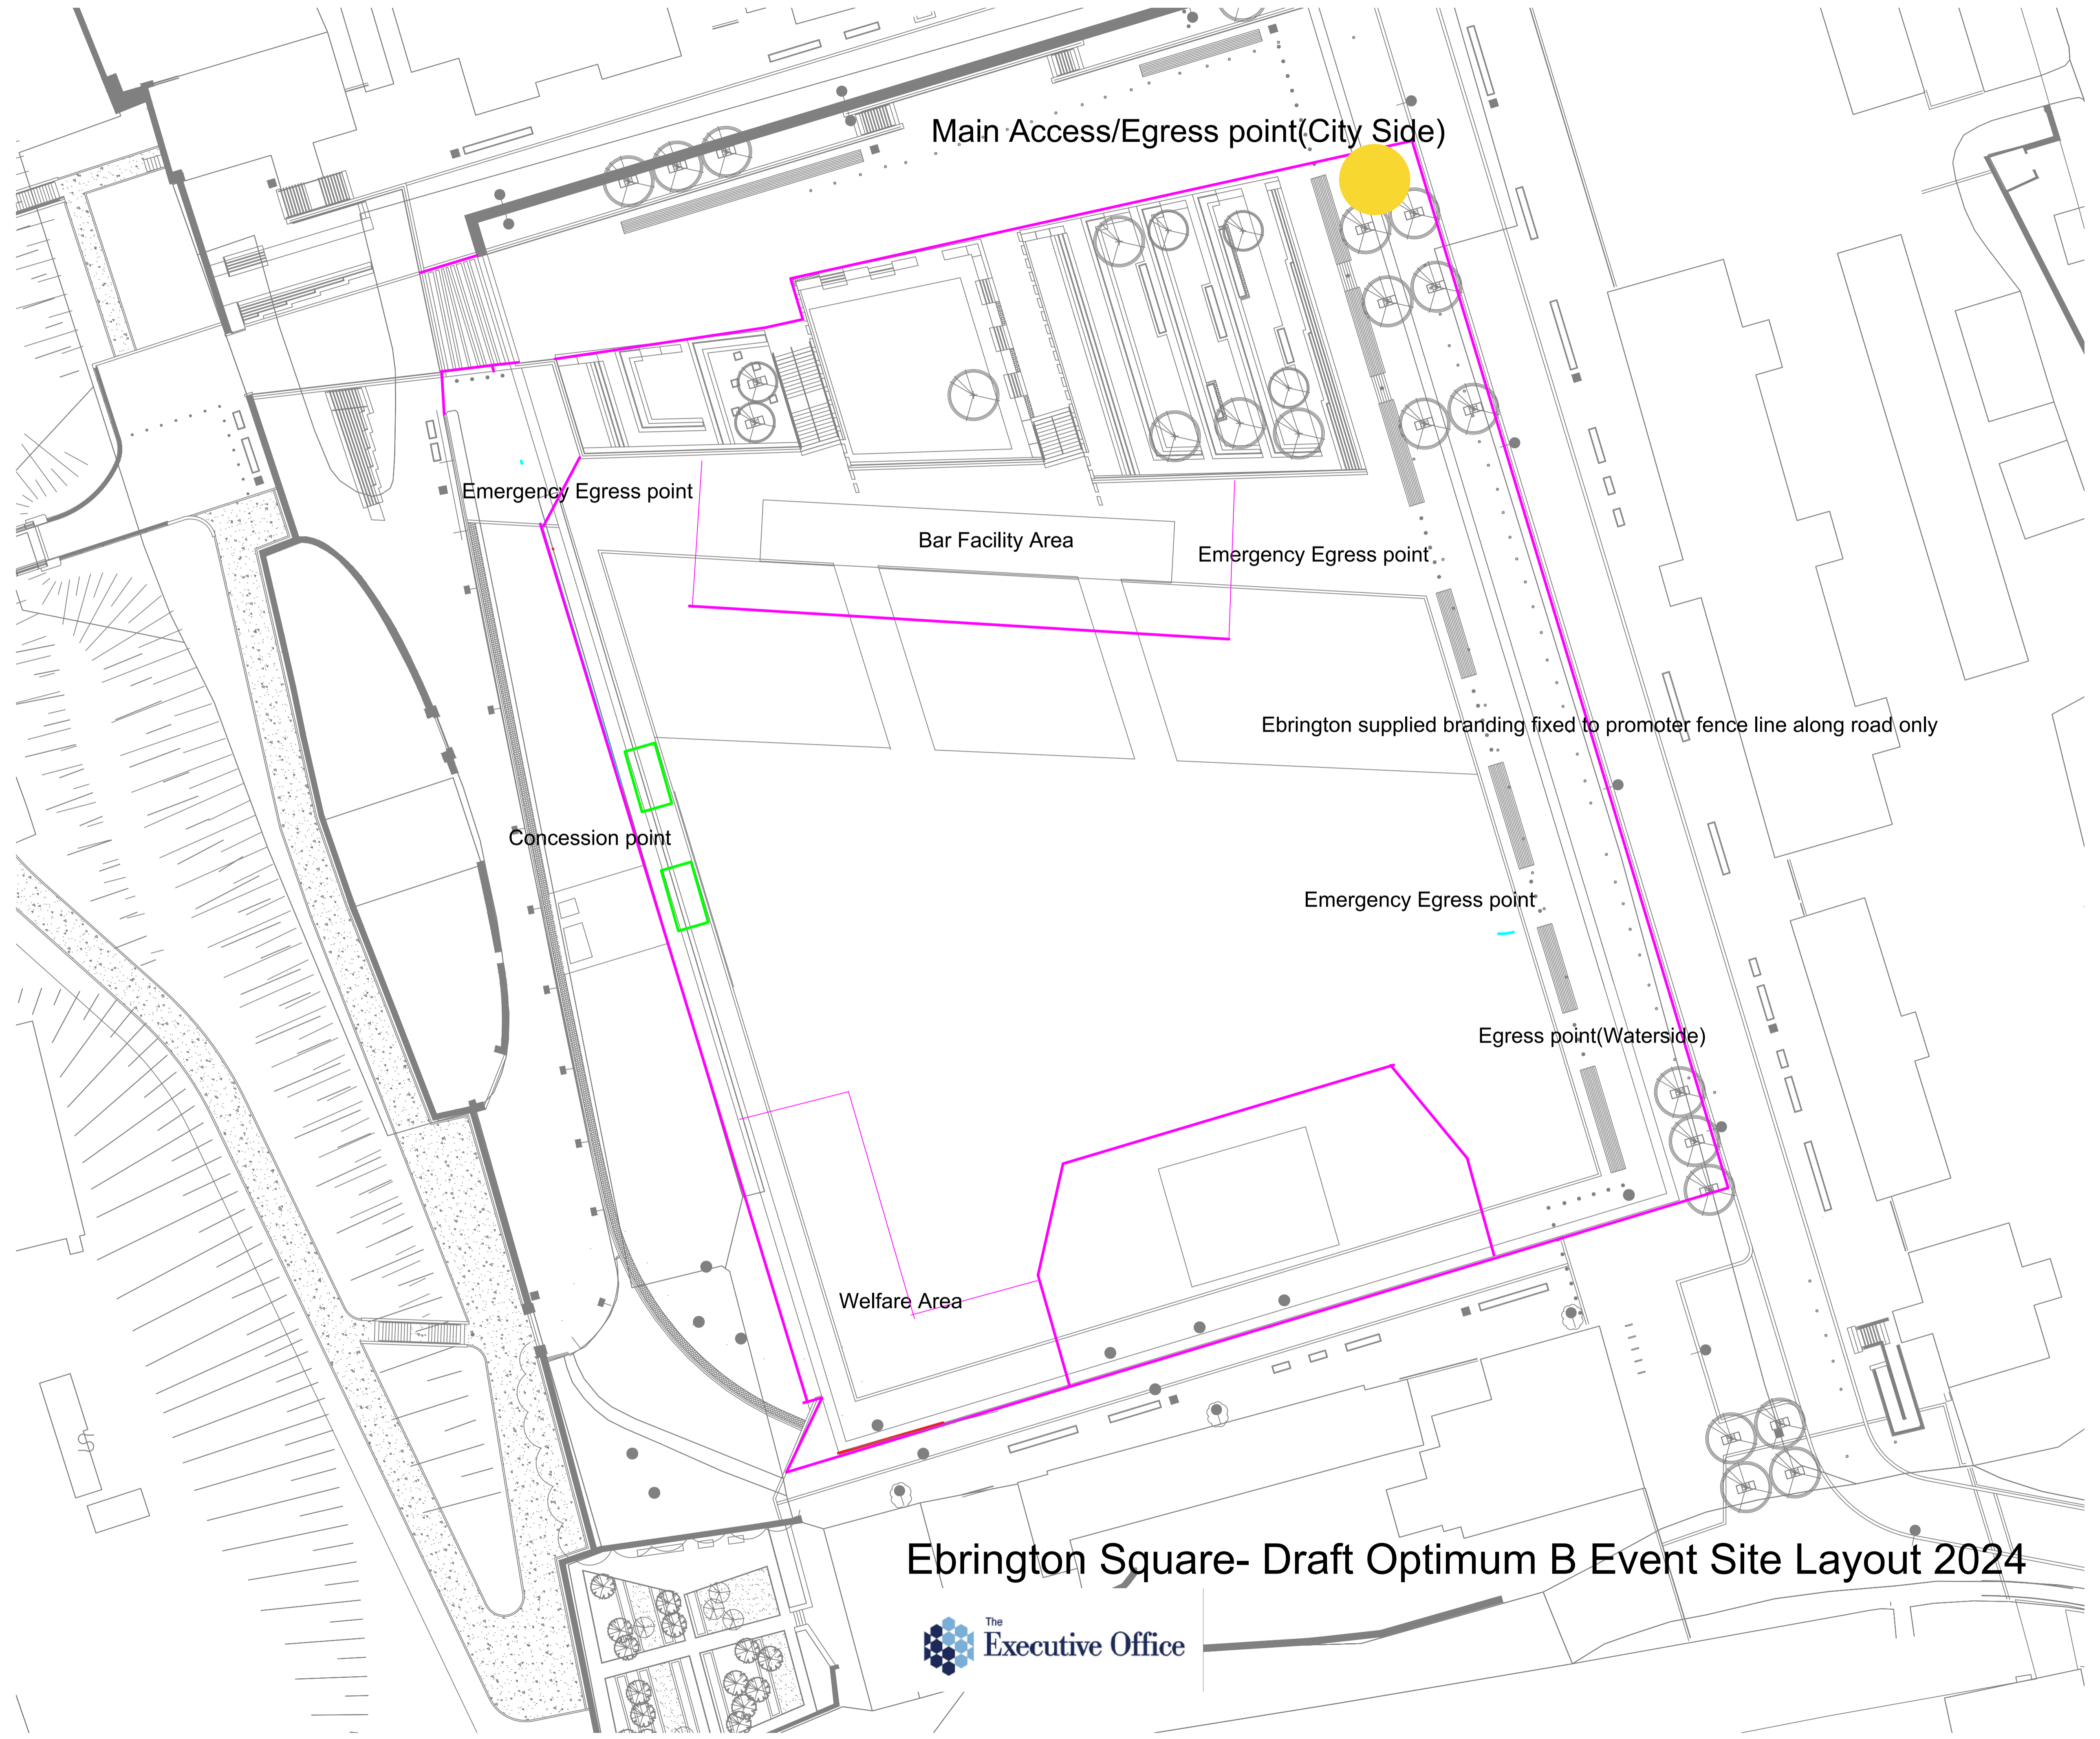 Main Access/Egress point(City Side)
Emergency Egress point
Bar Facility Area
Emergency Egress point
Ebrington supplied branding fixed to promoter fence line along road only
Concession point
Emergency Egress point
Egress point(Waterside)
Welfare Area
Ebrington Square- Draft Optimum B Event Site Layout 2024
The
Executive Office